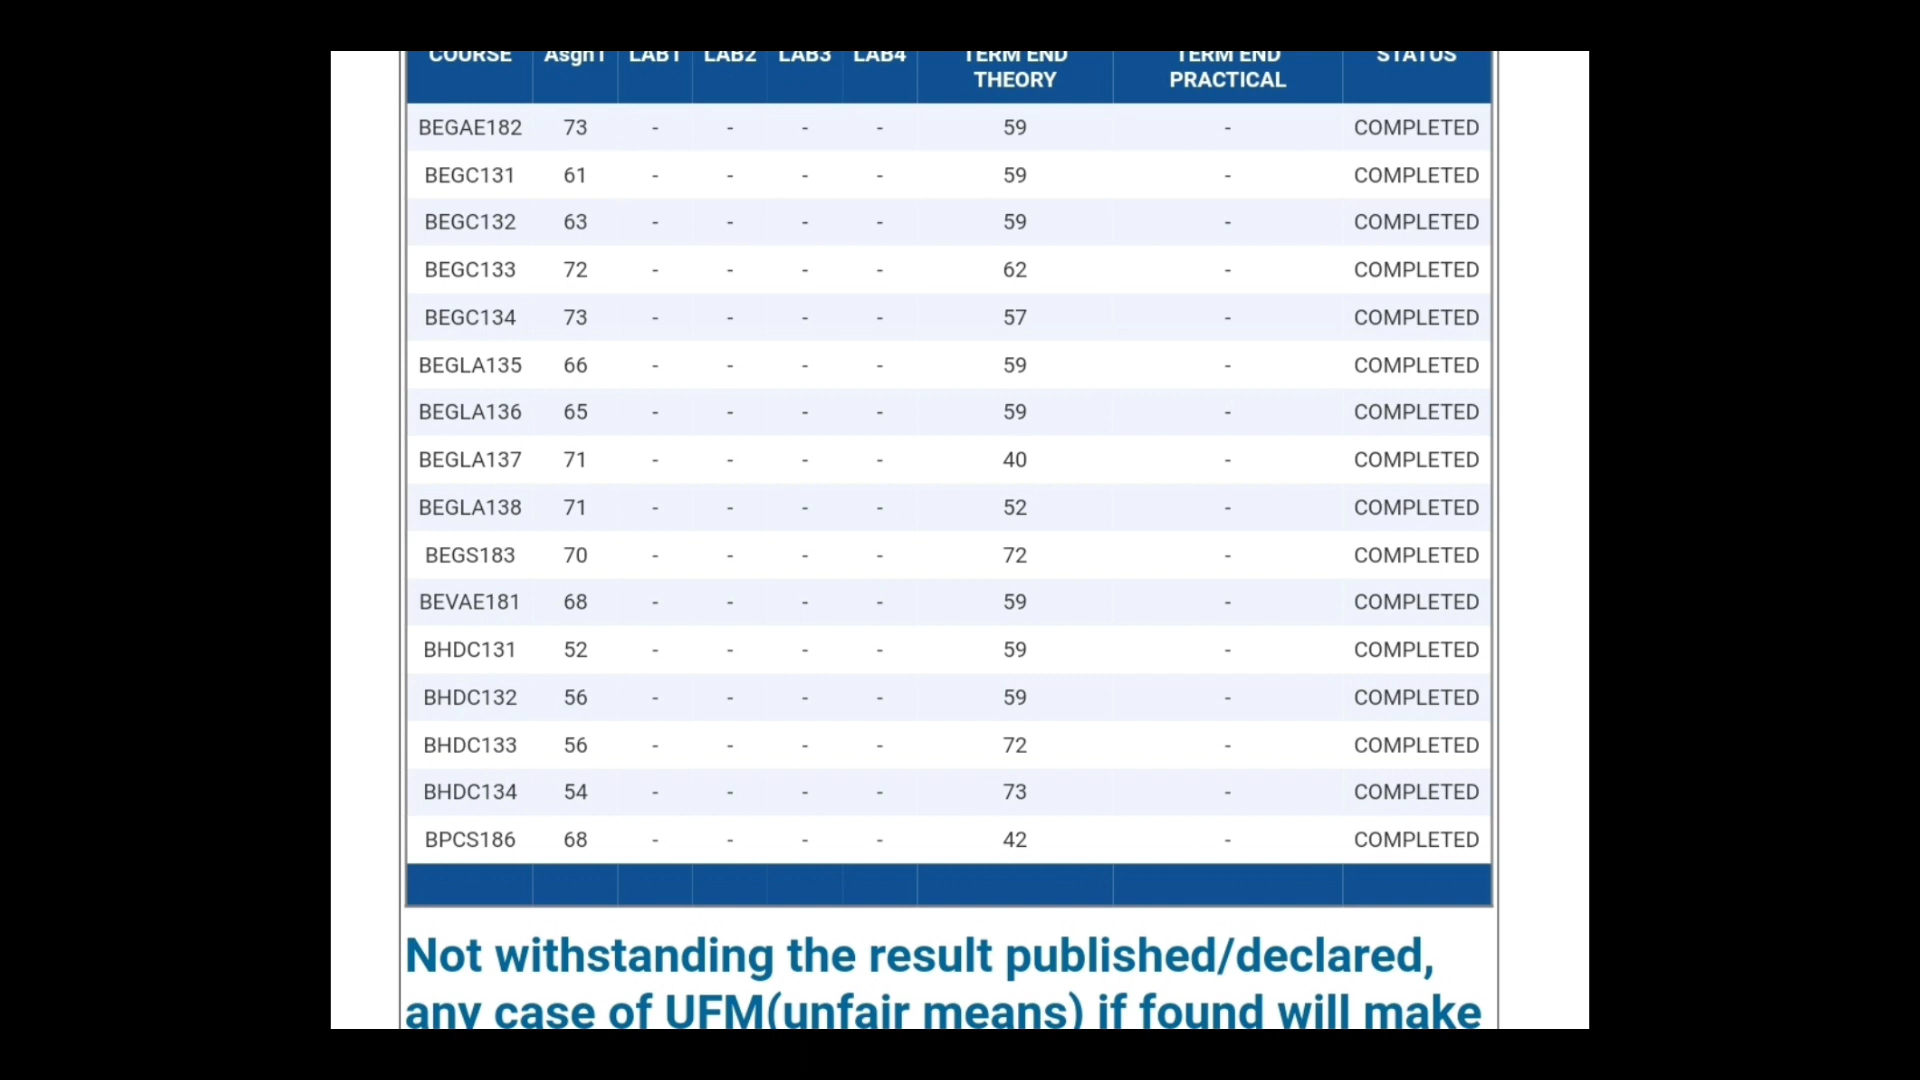 COURSE Asgn1 LAB1 LAB2 LAB3 LAB4 TERM END THEORY TERM END PRACTICAL STATUS
BEGAE182 73 - - - - 59 - COMPLETED
BEGC131 61 - - - - 59 - COMPLETED
BEGC132 63 - - - - 59 - COMPLETED
BEGC133 72 - - - - 62 - COMPLETED
BEGC134 73 - - - - 57 - COMPLETED
BEGLA135 66 - - - - 59 - COMPLETED
BEGLA136 65 - - - - 59 - COMPLETED
BEGLA137 71 - - - - 40 - COMPLETED
BEGLA138 71 - - - - 52 - COMPLETED
BEGS183 70 - - - - 72 - COMPLETED
BEVAE181 68 - - - - 59 - COMPLETED
BHDC131 52 - - - - 59 - COMPLETED
BHDC132 56 - - - - 59 - COMPLETED
BHDC133 56 - - - - 72 - COMPLETED
BHDC134 54 - - - - 73 - COMPLETED
BPCS186 68 - - - - 42 - COMPLETED
Not withstanding the result published/declared,
any case of UFM(unfair means) if found will make